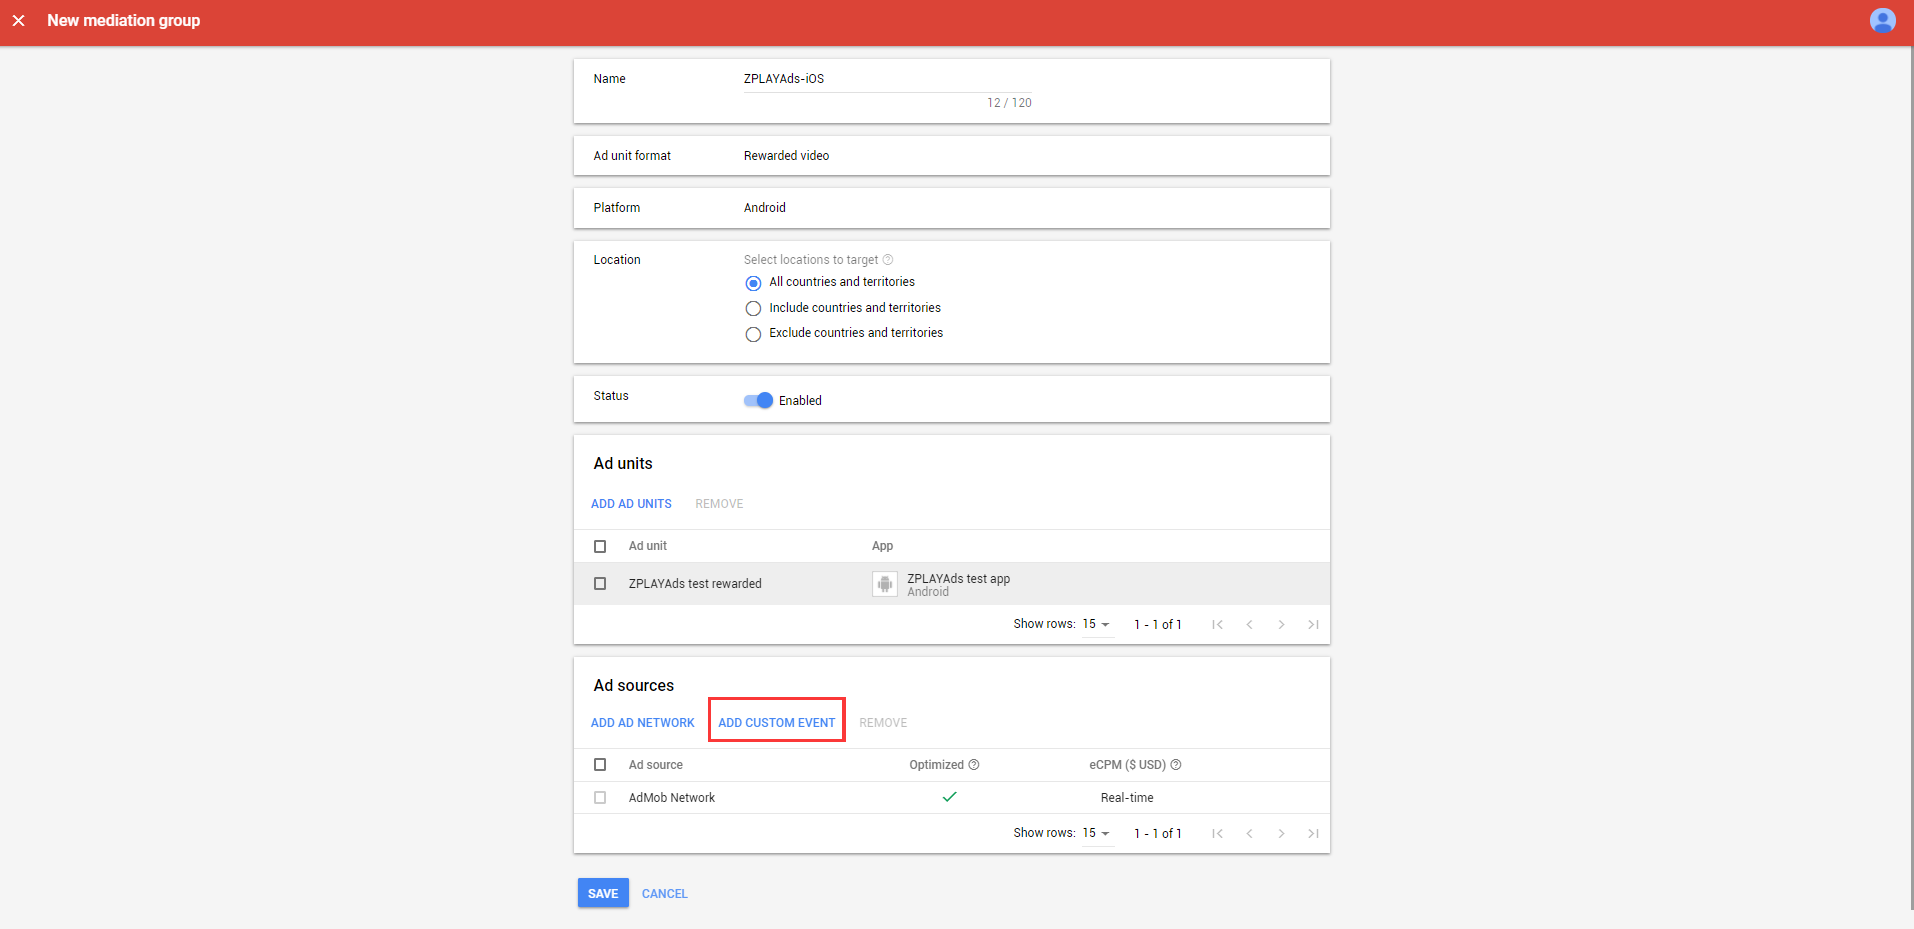 New mediation group
Name ZPLAYAds-iOS
12 / 120
Ad unit format Rewarded video
Platform Android
Location Select locations to target
All countries and territories
Include countries and territories
Exclude countries and territories
Status Enabled
Ad units
ADD AD UNITS REMOVE
Ad unit App
ZPLAYAds test rewarded ZPLAYAds test app
Android
Show rows: 15 1 - 1 of 1
Ad sources
ADD AD NETWORK ADD CUSTOM EVENT REMOVE
Ad source Optimized eCPM ($ USD)
AdMob Network Real-time
Show rows: 15 1 - 1 of 1
SAVE CANCEL